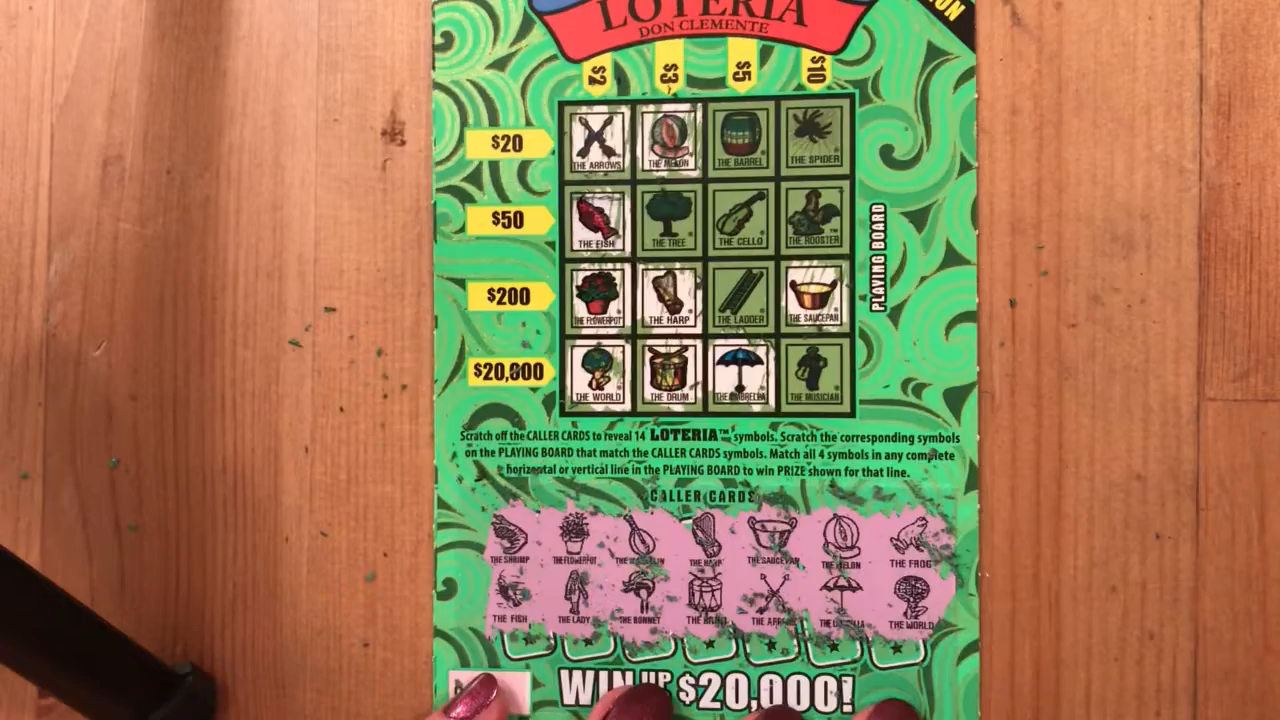 LOTERIA
DON CLEMENTE
$2 $3 $5 $10
$20
THE ARROWS THE MELON THE BARREL THE SPIDER
$50
THE FISH THE TREE THE CELLO THE ROOSTER
$200
THE FLOWERPOT THE HARP THE LADDER THE SAUCEPAN
$20,000
THE WORLD THE DRUM THE UMBRELLA THE MUSICIAN
PLAYING BOARD
Scratch off the CALLER CARDS to reveal 14 LOTERIA™ symbols. Scratch the corresponding symbols
on the PLAYING BOARD that match the CALLER CARDS symbols. Match all 4 symbols in any complete
horizontal or vertical line in the PLAYING BOARD to win PRIZE shown for that line.
CALLER CARDS
THE SHRIMP THE FLOWERPOT THE HARP THE SAUCEPAN THE MELON THE FROG
THE FISH THE LADY THE BONNET THE WORLD
WIN UP $20,000!